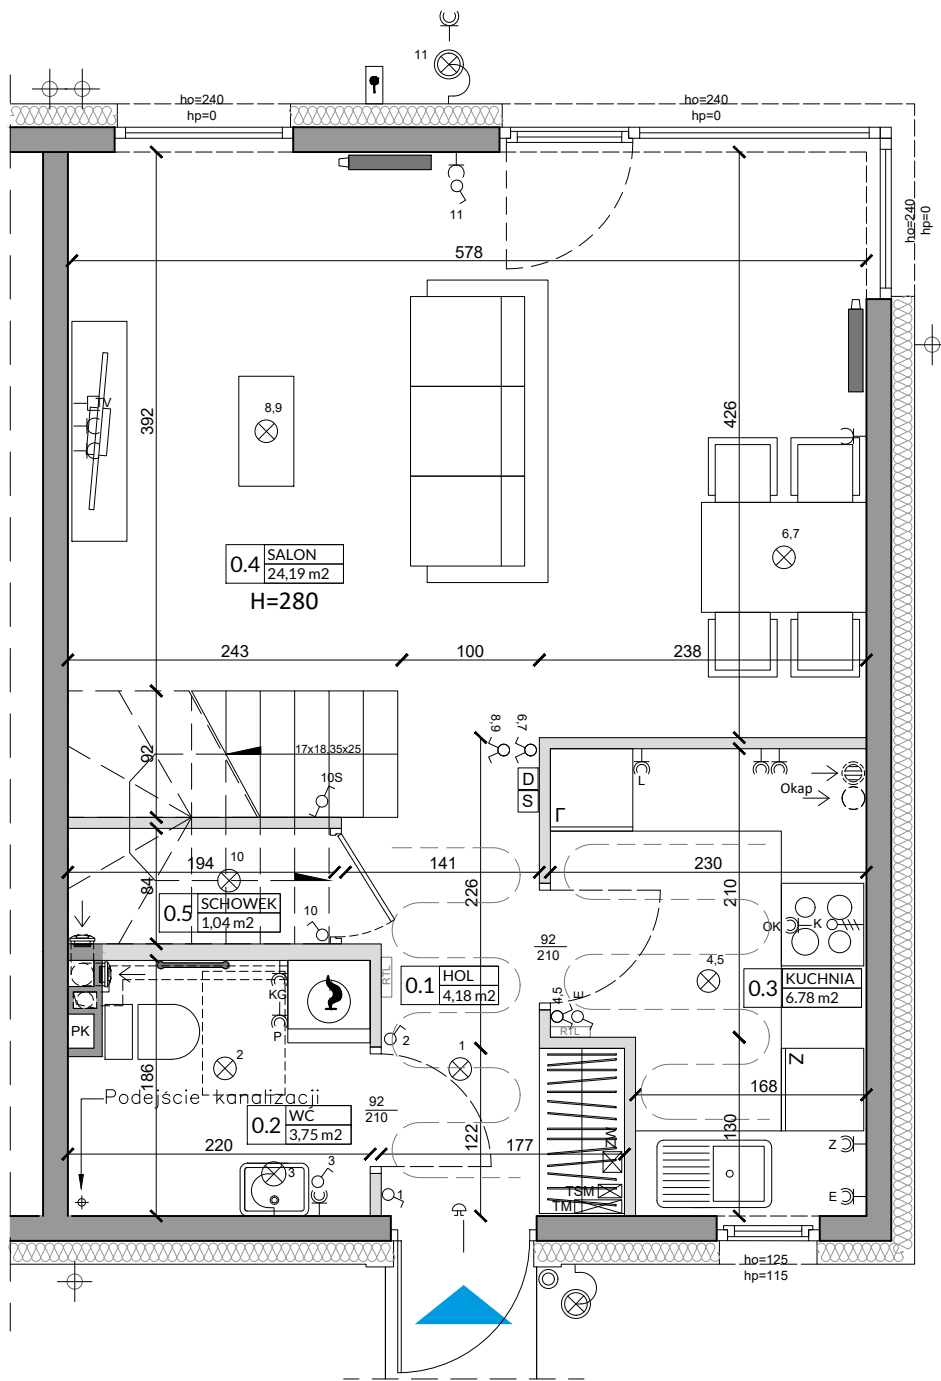 11
ho=240
hp=0
ho=240
hp=0
11
ho=240
hp=0
578
TV
8,9
392
426
6,7
0.4 SALON
24,19 m2
H=280
243
100
238
92
17x18,35x25
10S
8,9
6,7
D
S
L
Okap
194
10
141
230
84
226
210
0.5 SCHOWEK
1,04 m2
10
OK
K
92
210
0.1 HOL
4,18 m2
RTL
4,5
0.3 KUCHNIA
6.78 m2
KG
P
4,5
E
RTL
PK
2
1
2
186
Z
Podejście kanalizacji
168
0.2 WC
3,75 m2
92
210
122
130
220
177
ZM
Z
3
3
1
TSM
TM
E
ho=125
hp=115